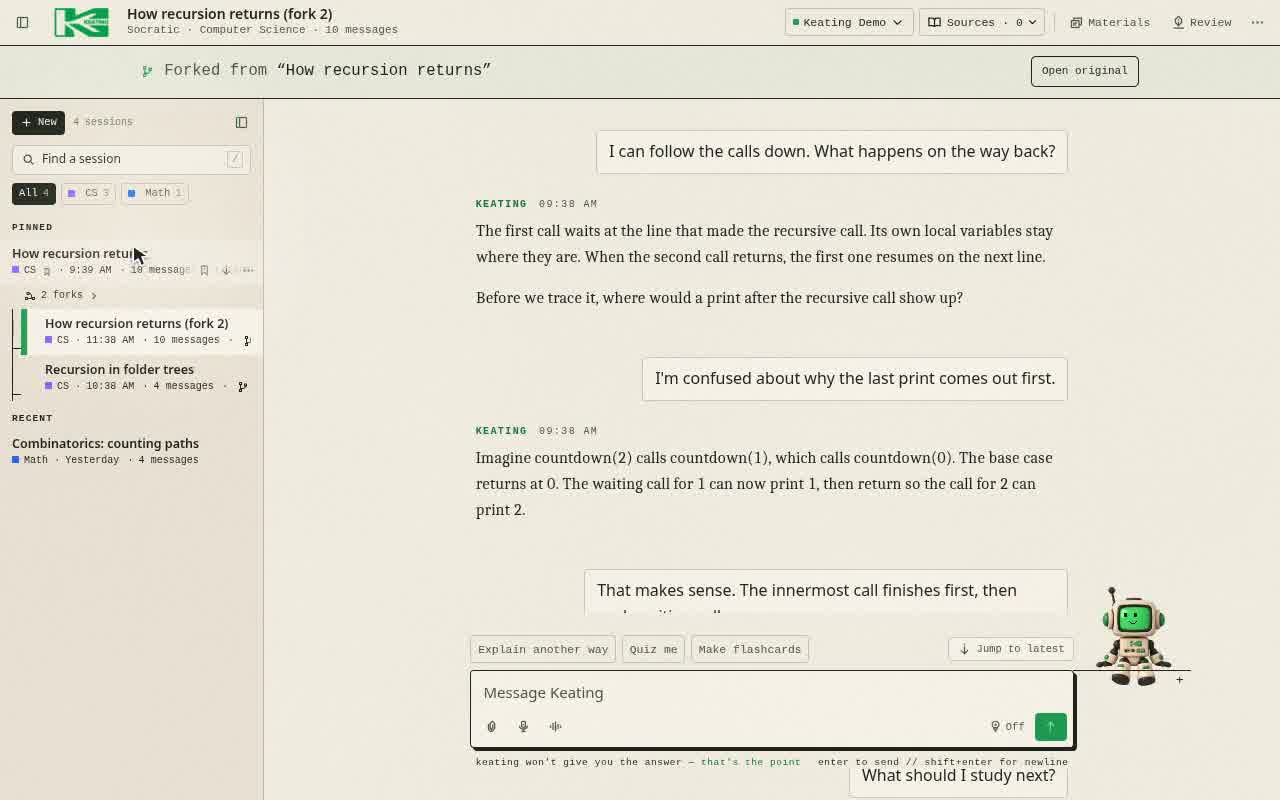 KEATING
How recursion returns (fork 2)
Socratic · Computer Science · 10 messages
Keating Demo
Sources · 0
Materials
Review
Forked from “How recursion returns”
Open original
New
4 sessions
Find a session
/
All 4
CS 3
Math 1
PINNED
How recursion returns
CS · 9:39 AM · 10 message
2 forks
How recursion returns (fork 2)
CS · 11:38 AM · 10 messages ·
Recursion in folder trees
CS · 10:38 AM · 4 messages ·
RECENT
Combinatorics: counting paths
Math · Yesterday · 4 messages
I can follow the calls down. What happens on the way back?
KEATING 09:38 AM
The first call waits at the line that made the recursive call. Its own local variables stay
where they are. When the second call returns, the first one resumes on the next line.
Before we trace it, where would a print after the recursive call show up?
I'm confused about why the last print comes out first.
KEATING 09:38 AM
Imagine countdown(2) calls countdown(1), which calls countdown(0). The base case
returns at 0. The waiting call for 1 can now print 1, then return so the call for 2 can
print 2.
That makes sense. The innermost call finishes first, then
Explain another way
Quiz me
Make flashcards
Jump to latest
Message Keating
Off
keating won't give you the answer — that's the point
enter to send // shift+enter for newline
What should I study next?
KG